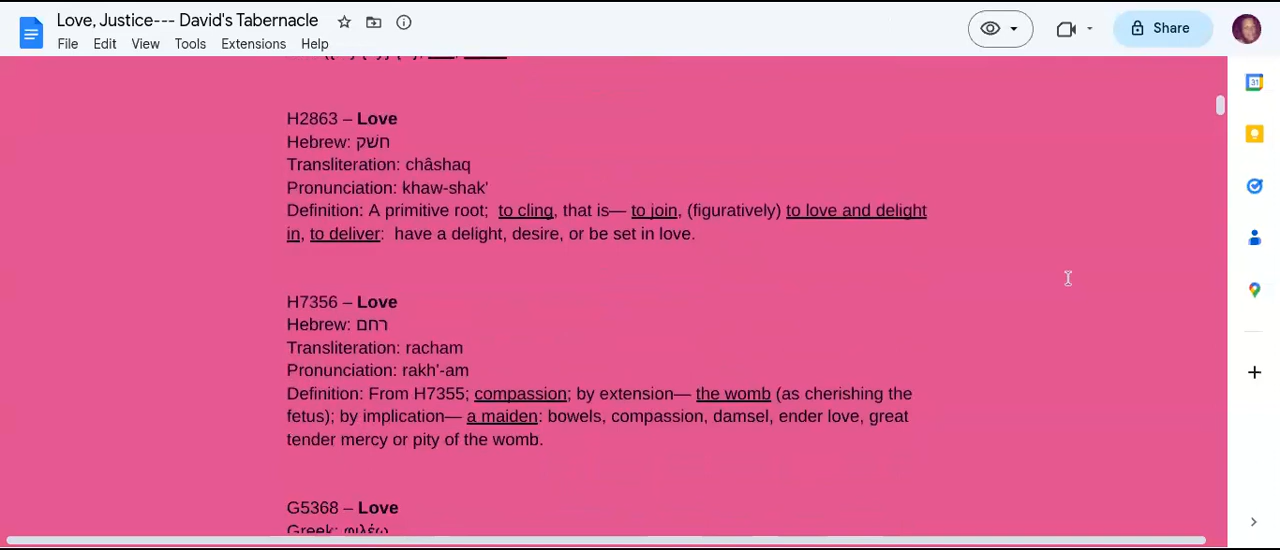 Love, Justice--- David's Tabernacle
File Edit View Tools Extensions Help
Share
31
H2863 – Love
Hebrew: חשׁק
Transliteration: châshaq
Pronunciation: khaw-shak'
Definition: A primitive root; to cling, that is— to join, (figuratively) to love and delight
in, to deliver: have a delight, desire, or be set in love.
H7356 – Love
Hebrew: רחם
Transliteration: racham
Pronunciation: rakh'-am
Definition: From H7355; compassion; by extension— the womb (as cherishing the
fetus); by implication— a maiden: bowels, compassion, damsel, ender love, great
tender mercy or pity of the womb.
G5368 – Love
Greek: φιλέω